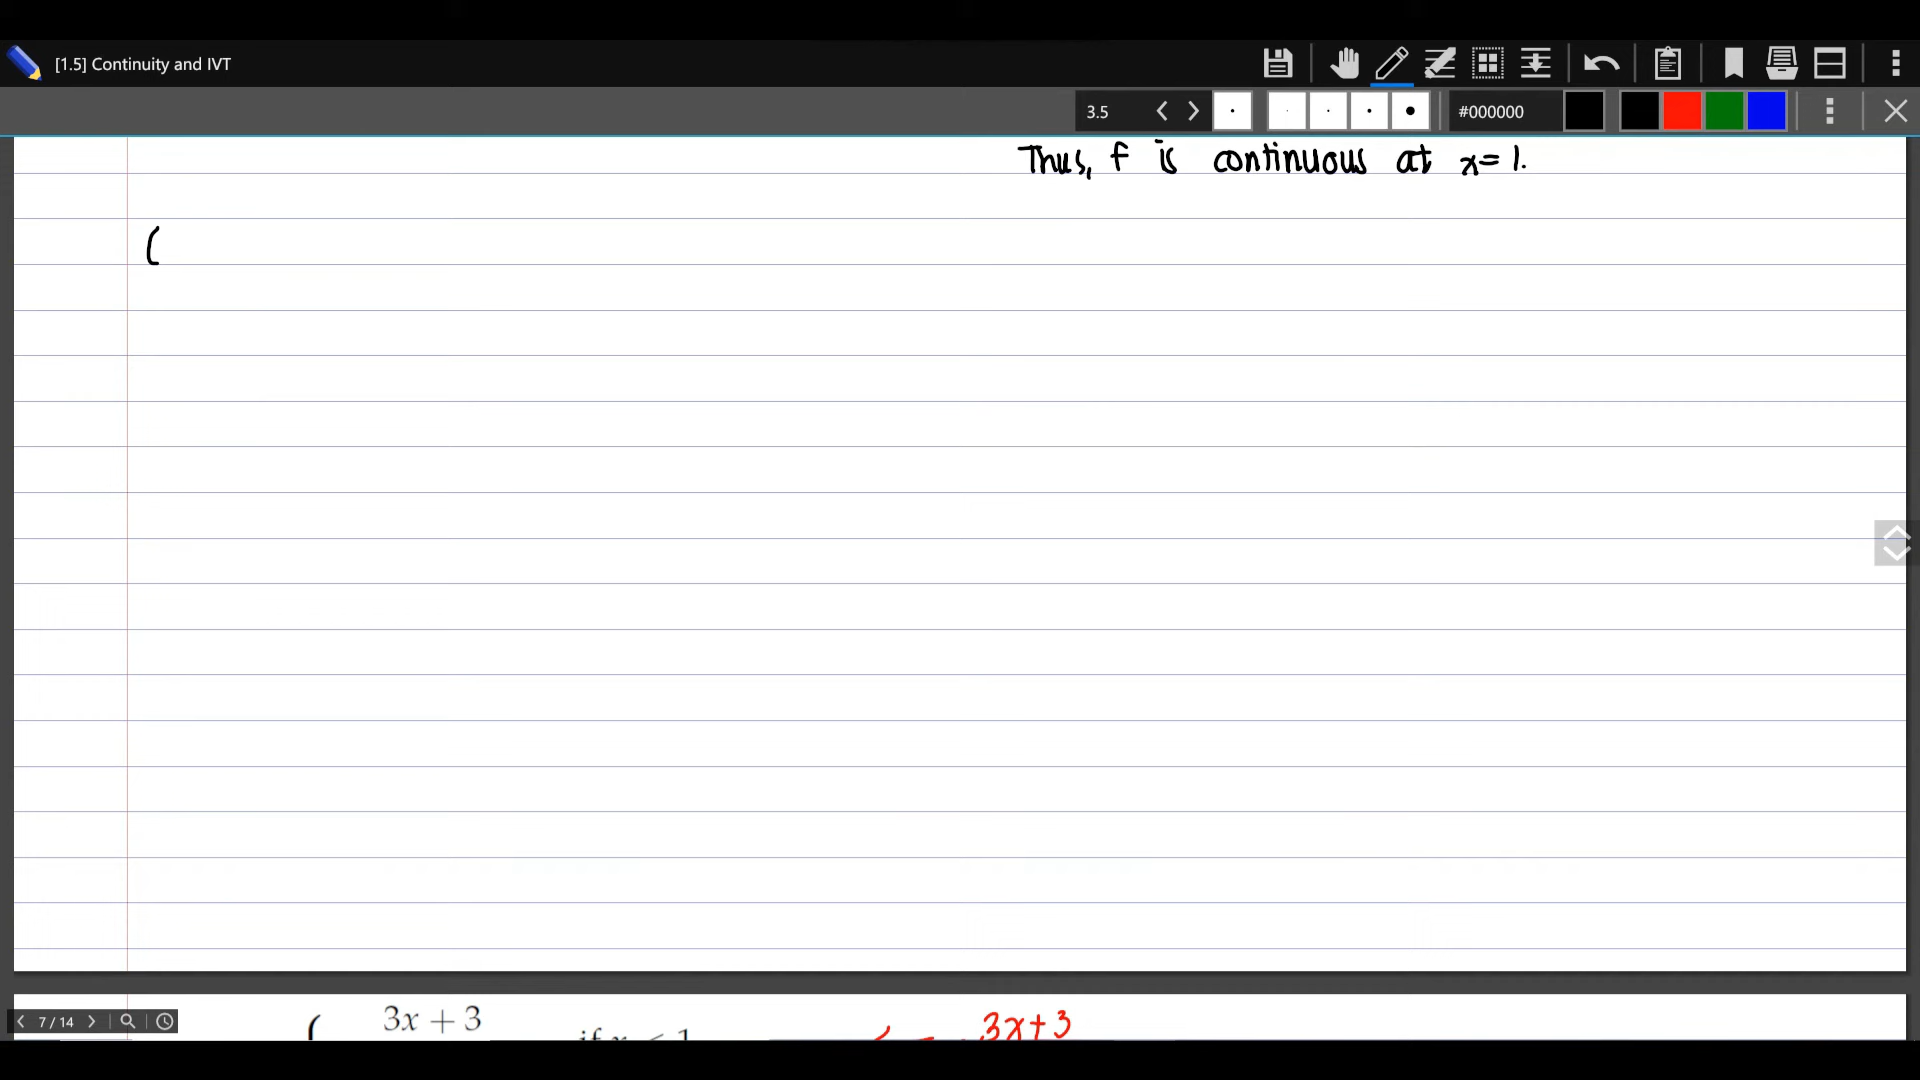 [1.5] Continuity and IVT
3.5
#000000
Thus, f is continuous at x=1.
(
7 / 14
3x + 3
3x+3